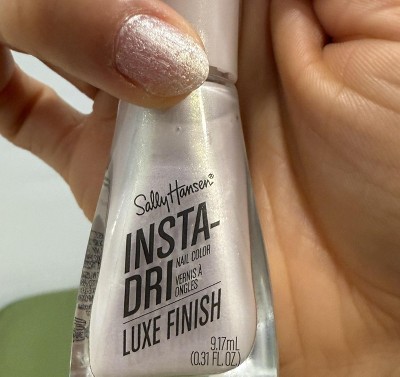 Sally Hansen®
INSTA-
DRI NAIL COLOR
VERNIS À
ONGLES
LUXE FINISH
9.17mL
(0.31 FL.OZ.)